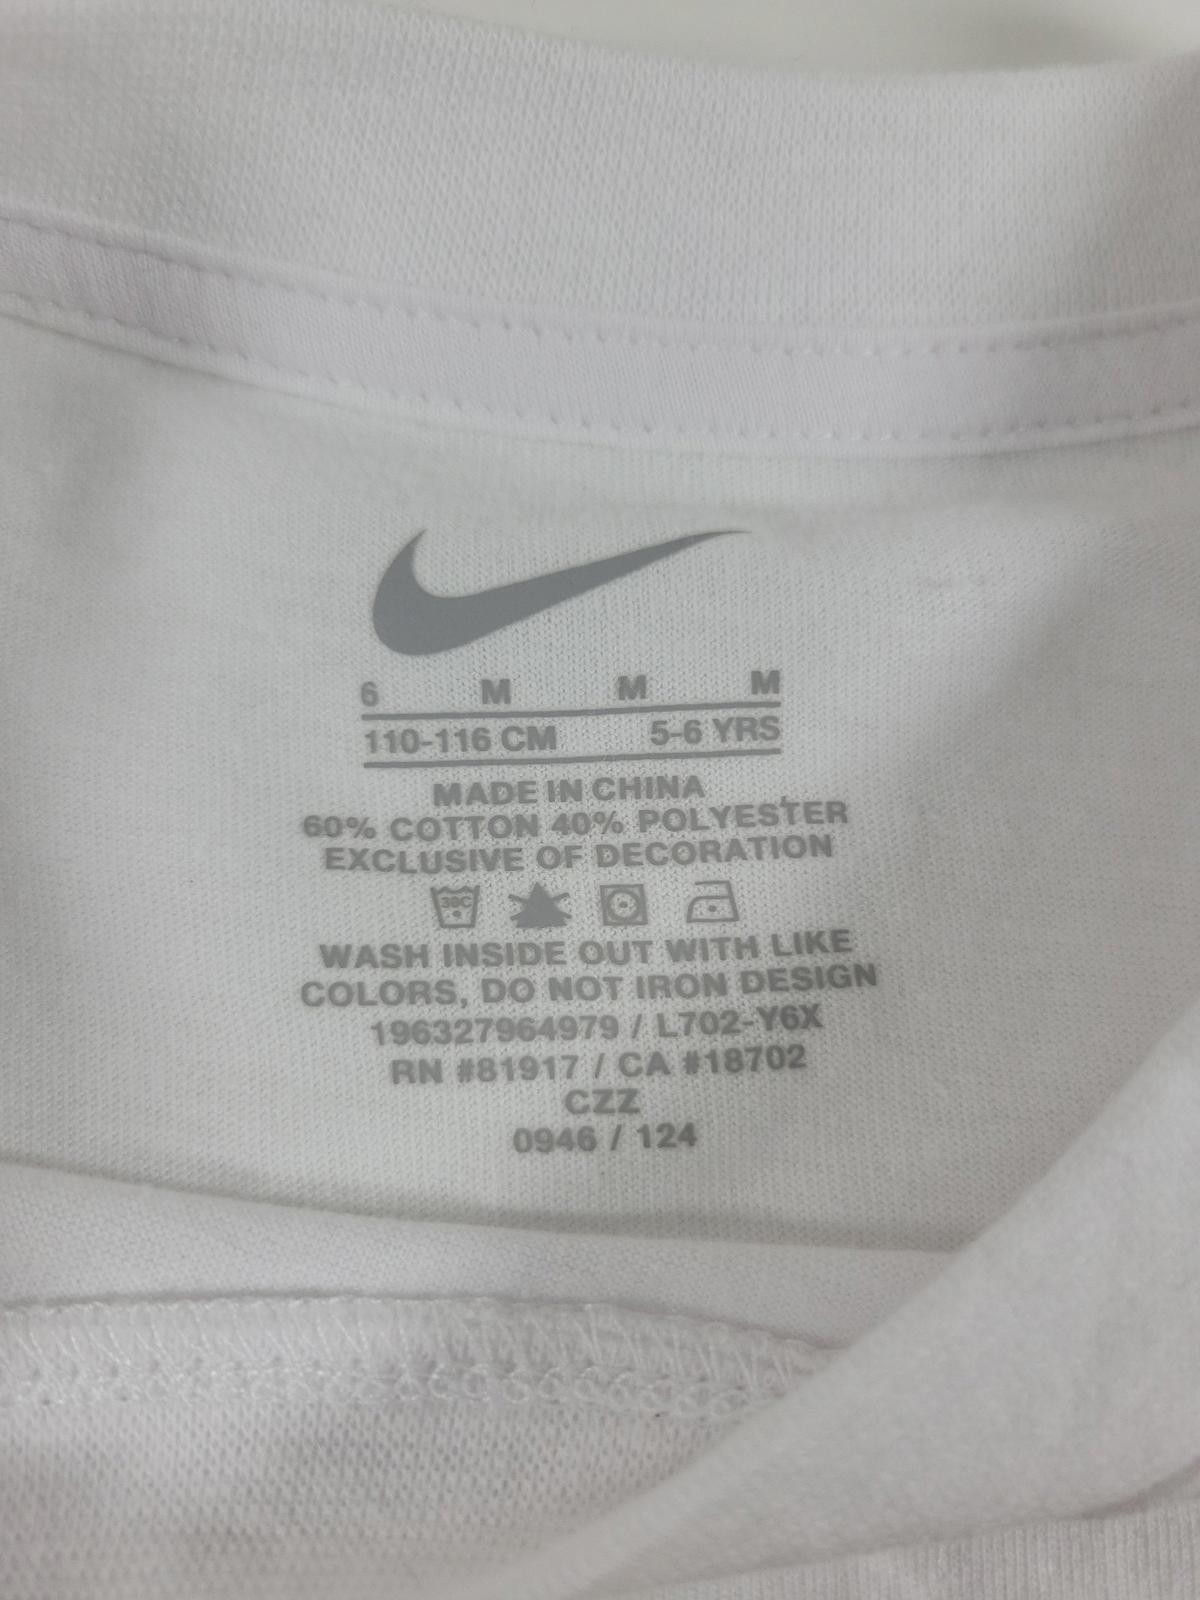 6 M M M
110-116 CM 5-6 YRS
MADE IN CHINA
60% COTTON 40% POLYESTER
EXCLUSIVE OF DECORATION
30C
WASH INSIDE OUT WITH LIKE
COLORS, DO NOT IRON DESIGN
196327964979 / L702-Y6X
RN #81917 / CA #18702
CZZ
0946 / 124